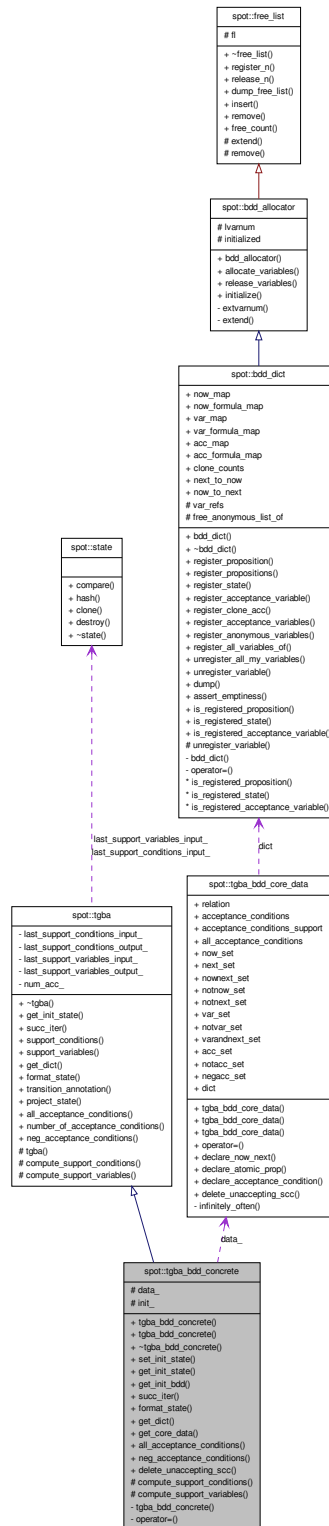 spot::free_list
# fl
+ ~free_list()
+ register_n()
+ release_n()
+ dump_free_list()
+ insert()
+ remove()
+ free_count()
# extend()
# remove()
spot::bdd_allocator
# lvarnum
# initialized
+ bdd_allocator()
+ allocate_variables()
+ release_variables()
+ initialize()
- extvarnum()
- extend()
spot::bdd_dict
+ now_map
+ now_formula_map
+ var_map
+ var_formula_map
+ acc_map
+ acc_formula_map
+ clone_counts
+ next_to_now
+ now_to_next
# var_refs
# free_anonymous_list_of
+ bdd_dict()
+ ~bdd_dict()
+ register_proposition()
+ register_propositions()
+ register_state()
+ register_acceptance_variable()
+ register_clone_acc()
+ register_acceptance_variables()
+ register_anonymous_variables()
+ register_all_variables_of()
+ unregister_all_my_variables()
+ unregister_variable()
+ dump()
+ assert_emptiness()
+ is_registered_proposition()
+ is_registered_state()
+ is_registered_acceptance_variable()
# unregister_variable()
- bdd_dict()
- operator=()
* is_registered_proposition()
* is_registered_state()
* is_registered_acceptance_variable()
spot::state
+ compare()
+ hash()
+ clone()
+ destroy()
+ ~state()
last_support_variables_input_
last_support_conditions_input_
dict
spot::tgba
- last_support_conditions_input_
- last_support_conditions_output_
- last_support_variables_input_
- last_support_variables_output_
- num_acc_
+ ~tgba()
+ get_init_state()
+ succ_iter()
+ support_conditions()
+ support_variables()
+ get_dict()
+ format_state()
+ transition_annotation()
+ project_state()
+ all_acceptance_conditions()
+ number_of_acceptance_conditions()
+ neg_acceptance_conditions()
# tgba()
# compute_support_conditions()
# compute_support_variables()
spot::tgba_bdd_core_data
+ relation
+ acceptance_conditions
+ acceptance_conditions_support
+ all_acceptance_conditions
+ now_set
+ next_set
+ nownext_set
+ notnow_set
+ notnext_set
+ var_set
+ notvar_set
+ varandnext_set
+ acc_set
+ notacc_set
+ negacc_set
+ dict
+ tgba_bdd_core_data()
+ tgba_bdd_core_data()
+ tgba_bdd_core_data()
+ operator=()
+ declare_now_next()
+ declare_atomic_prop()
+ declare_acceptance_condition()
+ delete_unaccepting_scc()
- infinitely_often()
data_
spot::tgba_bdd_concrete
# data_
# init_
+ tgba_bdd_concrete()
+ tgba_bdd_concrete()
+ ~tgba_bdd_concrete()
+ set_init_state()
+ get_init_state()
+ get_init_bdd()
+ succ_iter()
+ format_state()
+ get_dict()
+ get_core_data()
+ all_acceptance_conditions()
+ neg_acceptance_conditions()
+ delete_unaccepting_scc()
# compute_support_conditions()
# compute_support_variables()
- tgba_bdd_concrete()
- operator=()